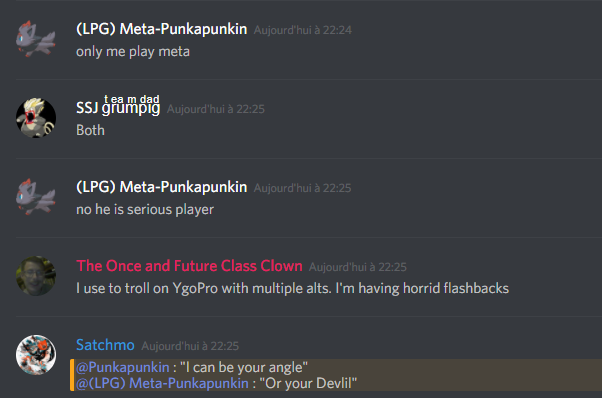 (LPG) Meta-Punkapunkin Aujourd'hui à 22:24
only me play meta
SSJ grumpig t ea m dad Aujourd'hui à 22:25
Both
(LPG) Meta-Punkapunkin Aujourd'hui à 22:25
no he is serious player
The Once and Future Class Clown Aujourd'hui à 22:25
I use to troll on YgoPro with multiple alts. I'm having horrid flashbacks
Satchmo Aujourd'hui à 22:25
@Punkapunkin : "I can be your angle"
@(LPG) Meta-Punkapunkin : "Or your Devlil"